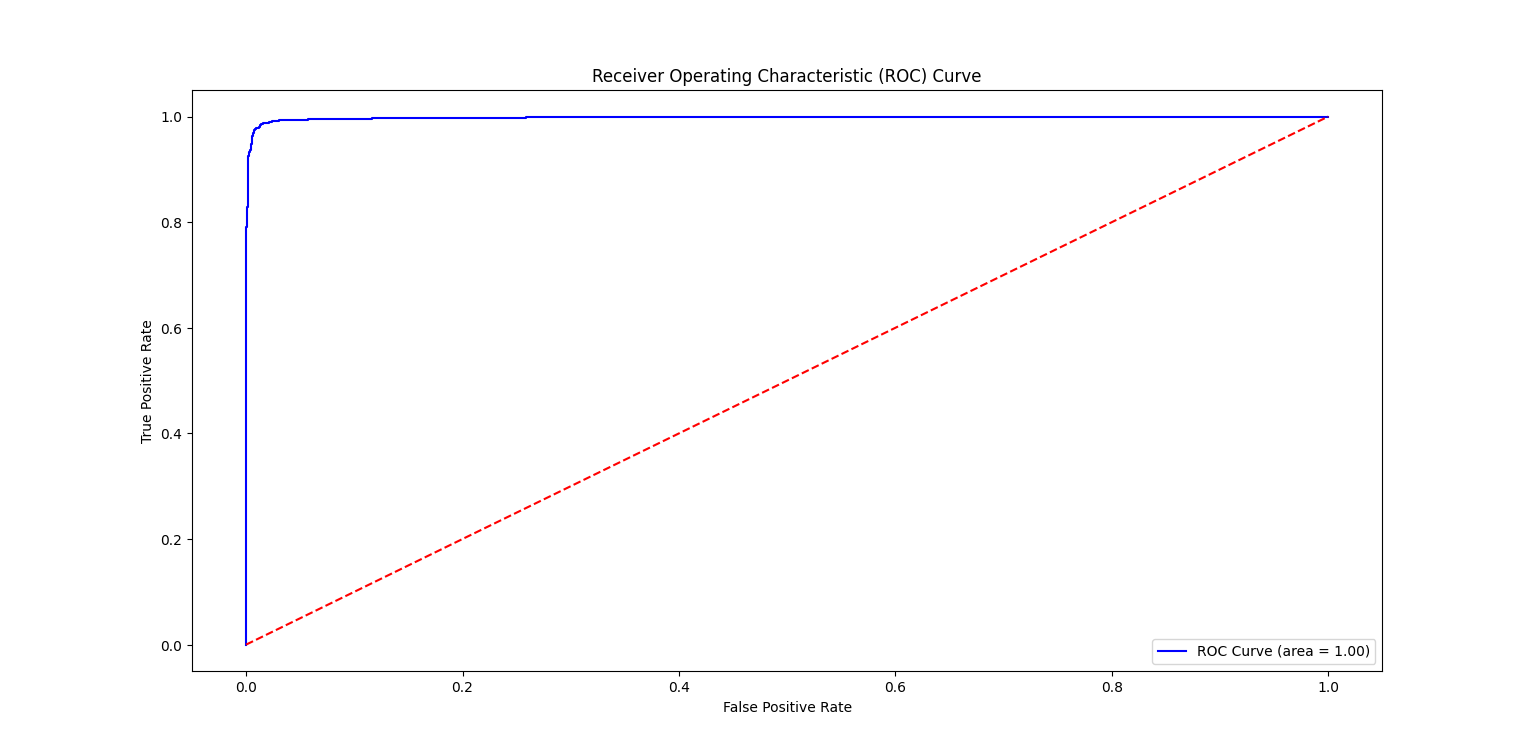 Receiver Operating Characteristic (ROC) Curve
1.0
0.8
0.6
0.4
0.2
0.0
True Positive Rate
0.0 0.2 0.4 0.6 0.8 1.0
False Positive Rate
ROC Curve (area = 1.00)